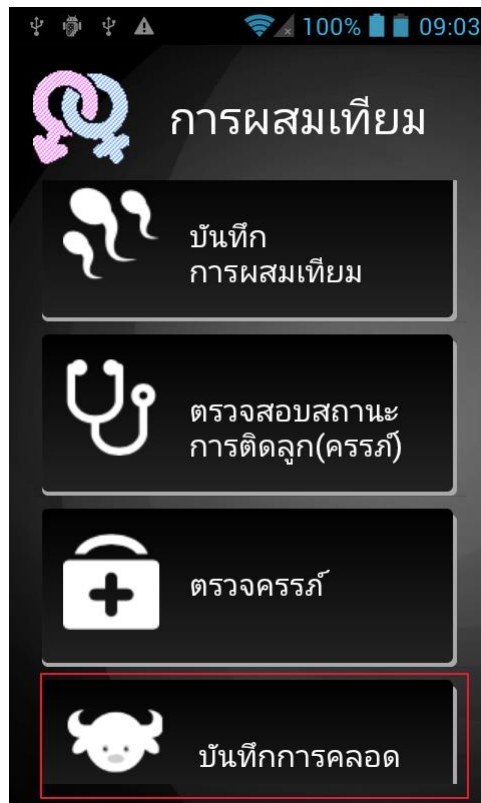 100% 09:03
การผสมเทียม
บันทึก
การผสมเทียม
ตรวจสอบสถานะ
การติดลูก(ครรภ์)
ตรวจครรภ์
บันทึกการคลอด